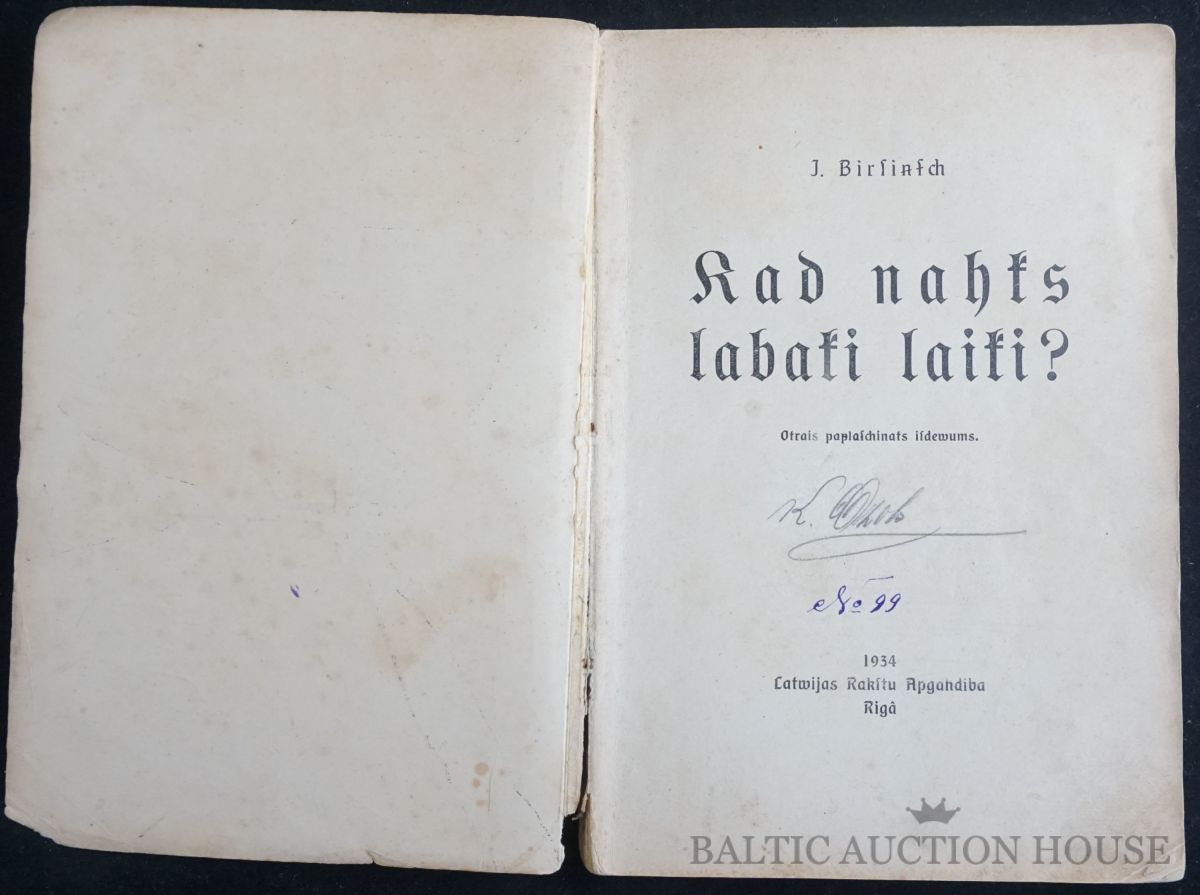 J. Birſinſch
Kad nahks
labaki laiki?
Otrais paplaſchinats iſdewums.
K.
№ 99
1934
Latwijas Rakſtu Apgahdiba
Rigâ
BALTIC AUCTION HOUSE